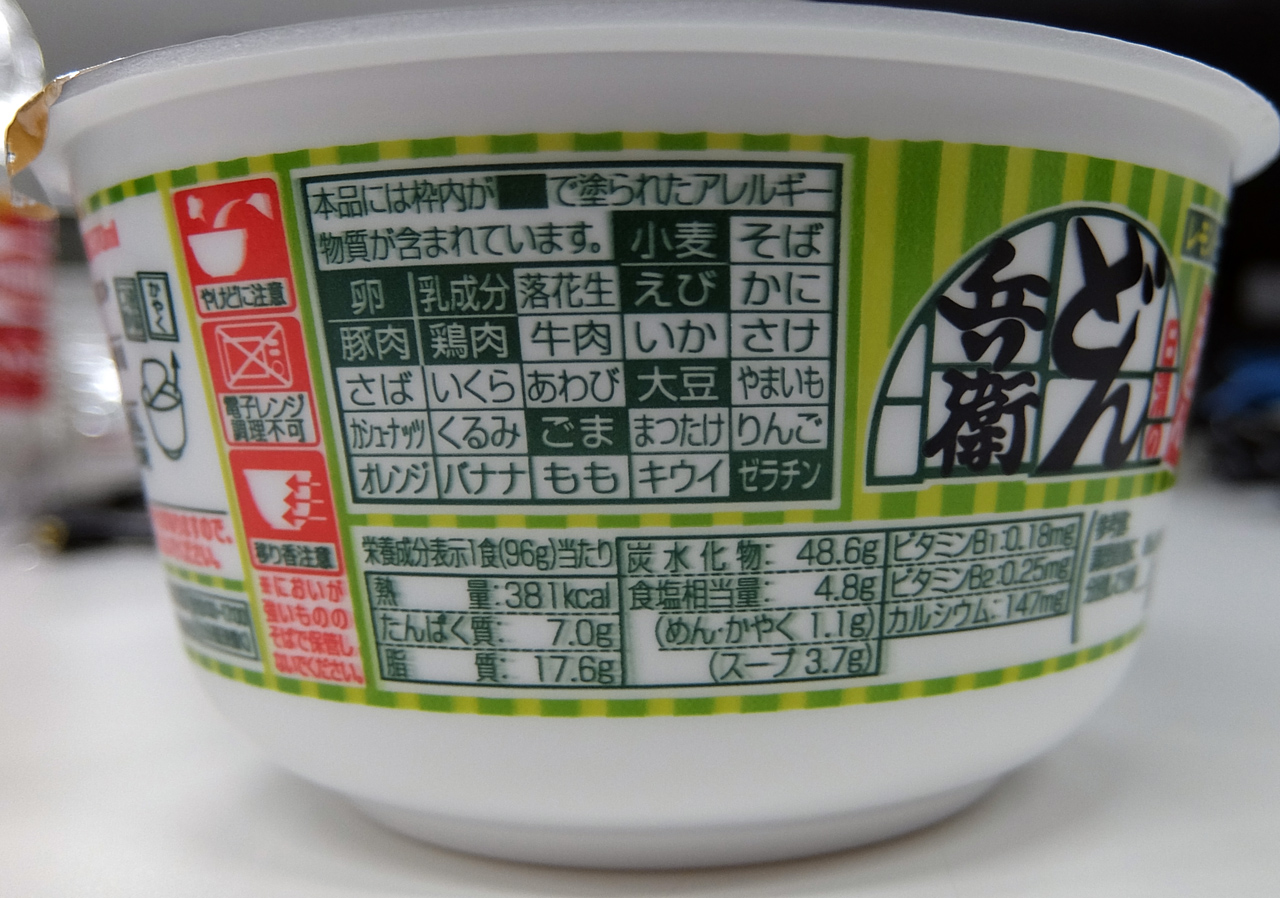 やけどに注意
電子レンジ
調理不可
移り香注意
※においが
強いものの
そばで保管し
ないでください。
かやく
本品には枠内が■で塗られたアレルギー
物質が含まれています。 小麦 そば
卵 乳成分 落花生 えび かに
豚肉 鶏肉 牛肉 いか さけ
さば いくら あわび 大豆 やまいも
カシューナッツ くるみ ごま まつたけ りんご
オレンジ バナナ もも キウイ ゼラチン
栄養成分表示1食(96g)当たり
熱量:381kcal
たんぱく質: 7.0g
脂質: 17.6g
炭水化物: 48.6g
食塩相当量: 4.8g
(めん・かやく 1.1g)
(スープ 3.7g)
ビタミンB1:0.18mg
ビタミンB2:0.25mg
カルシウム:147mg
どん
兵衛